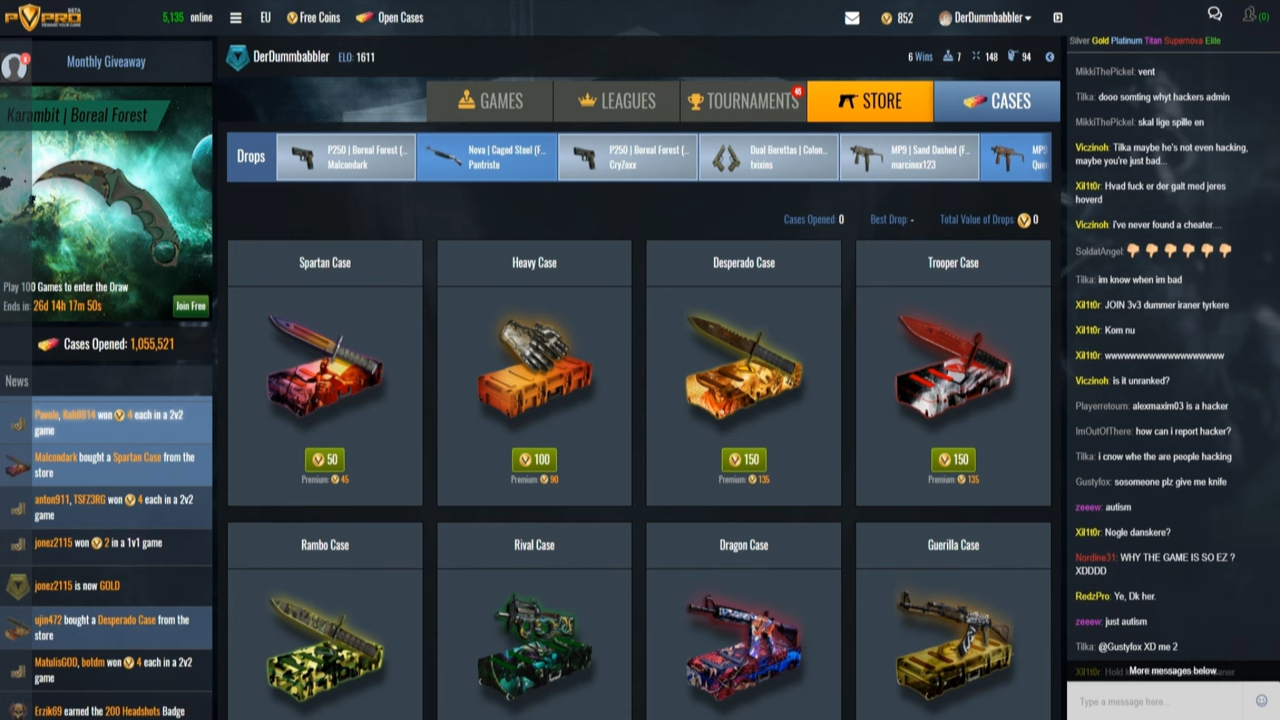 PVPRO
BETA
REWARD YOUR GAME
5,135 online
EU
Free Coins
Open Cases
852
DerDummbabbler
(0)
Monthly Giveaway
Karambit | Boreal Forest
Play 100 Games to enter the Draw
Ends in: 26d 14h 17m 50s
Join Free
Cases Opened: 1,055,521
News
each in a 2v2
game
Malcondark bought a Spartan Case from the
store
anton911, TSFZ3RG won 4 each in a 2v2
game
jonez2115 won 2 in a 1v1 game
jonez2115 is now GOLD
ujin472 bought a Desperado Case from the
store
MatulisGOD, botdm won 4 each in a 2v2
game
Erzik69 earned the 200 Headshots Badge
DerDummbabbler ELO: 1611
6 Wins 7 148 94
GAMES
LEAGUES
TOURNAMENTS
STORE
CASES
Drops
P250 | Boreal Forest (...
Malcondark
Nova | Caged Steel (F...
Pantriste
P250 | Boreal Forest (...
CryZoxx
Dual Berettas | Colon...
tvixins
MP9 | Sand Dashed (F...
marcinox123
MP9
Cases Opened: 0
Best Drop: -
Total Value of Drops: 0
Spartan Case
Heavy Case
Desperado Case
Trooper Case
50
100
150
150
Premium: 45
Premium: 90
Premium: 135
Premium: 135
Rambo Case
Rival Case
Dragon Case
Guerilla Case
Silver Gold Platinum Titan Supernova Elite
MikkiThePickel: vent
Tilka: dooo somting whyt hackers admin
MikkiThePickel: skal lige spille en
Viczinoh: Tilka maybe he's not even hacking,
maybe you're just bad...
Xil1t0r: Hvad fuck er der galt med jeres
hoverd
Viczinoh: i've never found a cheater....
SoldatAngel:
Tilka: im know when im bad
Xil1t0r: JOIN 3v3 dummer iraner tyrkere
Xil1t0r: Kom nu
Xil1t0r: wwwwwwwwwwwwwwwwww
Viczinoh: is it unranked?
Playerretourn: alexmaxim03 is a hacker
ImOutOfThere: how can i report hacker?
Tilka: i cnow whe the are people hacking
Gustyfox: sosomeone plz give me knife
zeeew: autism
Xil1t0r: Nogle danskere?
Nordine31: WHY THE GAME IS SO EZ ?
XDDDD
RedzPro: Ye, Dk her.
zeeew: just autism
Tilka: @Gustyfox XD me 2
Xil1t0r: Hold
More messages below
Type a message here...